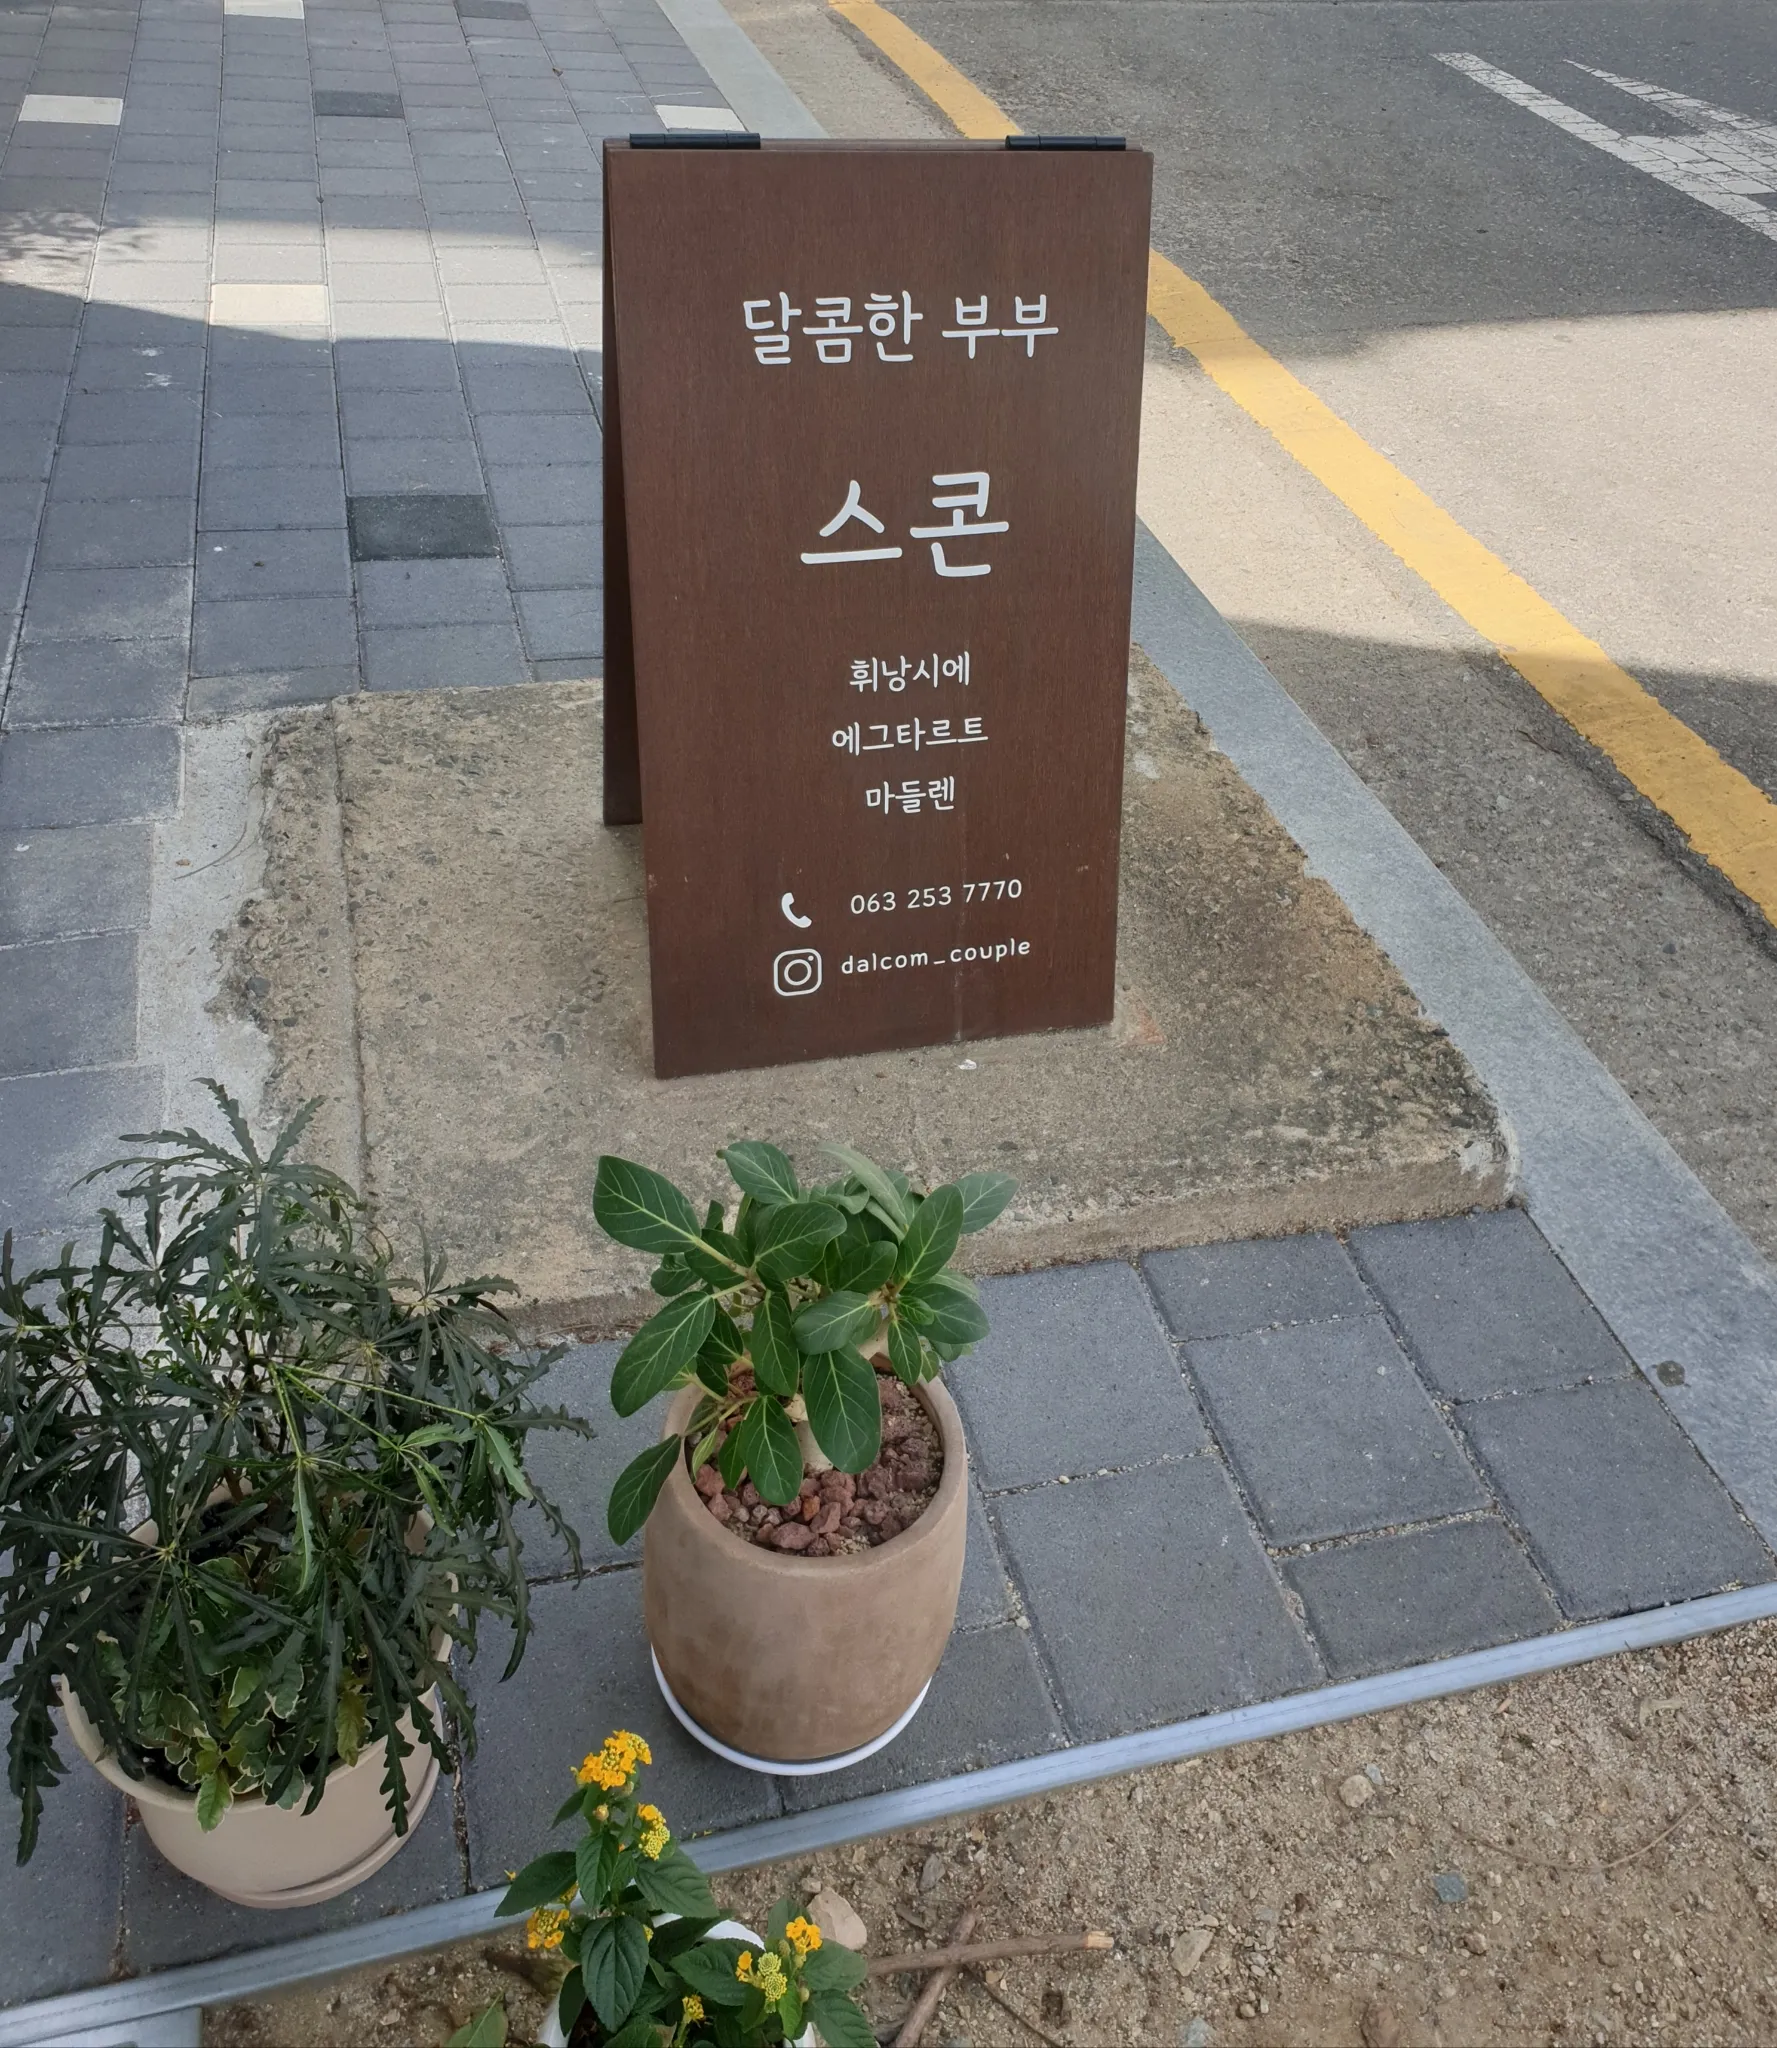 달콤한 부부
스콘
휘낭시에
에그타르트
마들렌
063 253 7770
dalcom_couple